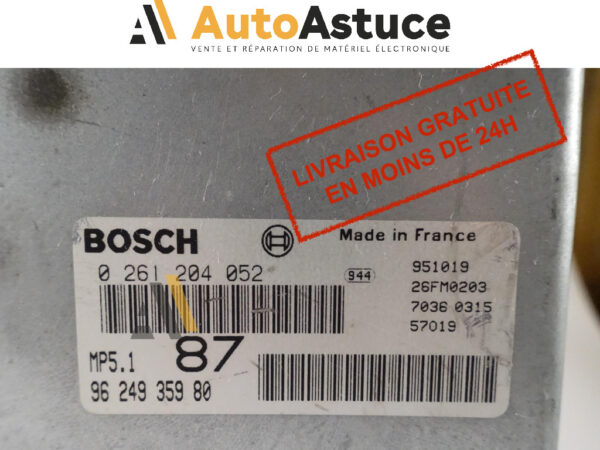 AutoAstuce
VENTE ET RÉPARATION DE MATÉRIEL ÉLECTRONIQUE
LIVRAISON GRATUITE
EN MOINS DE 24H
BOSCH
Made in France
0 261 204 052
944
951019
26FM0203
7036 0315
57019
MP5.1
87
96 249 359 80